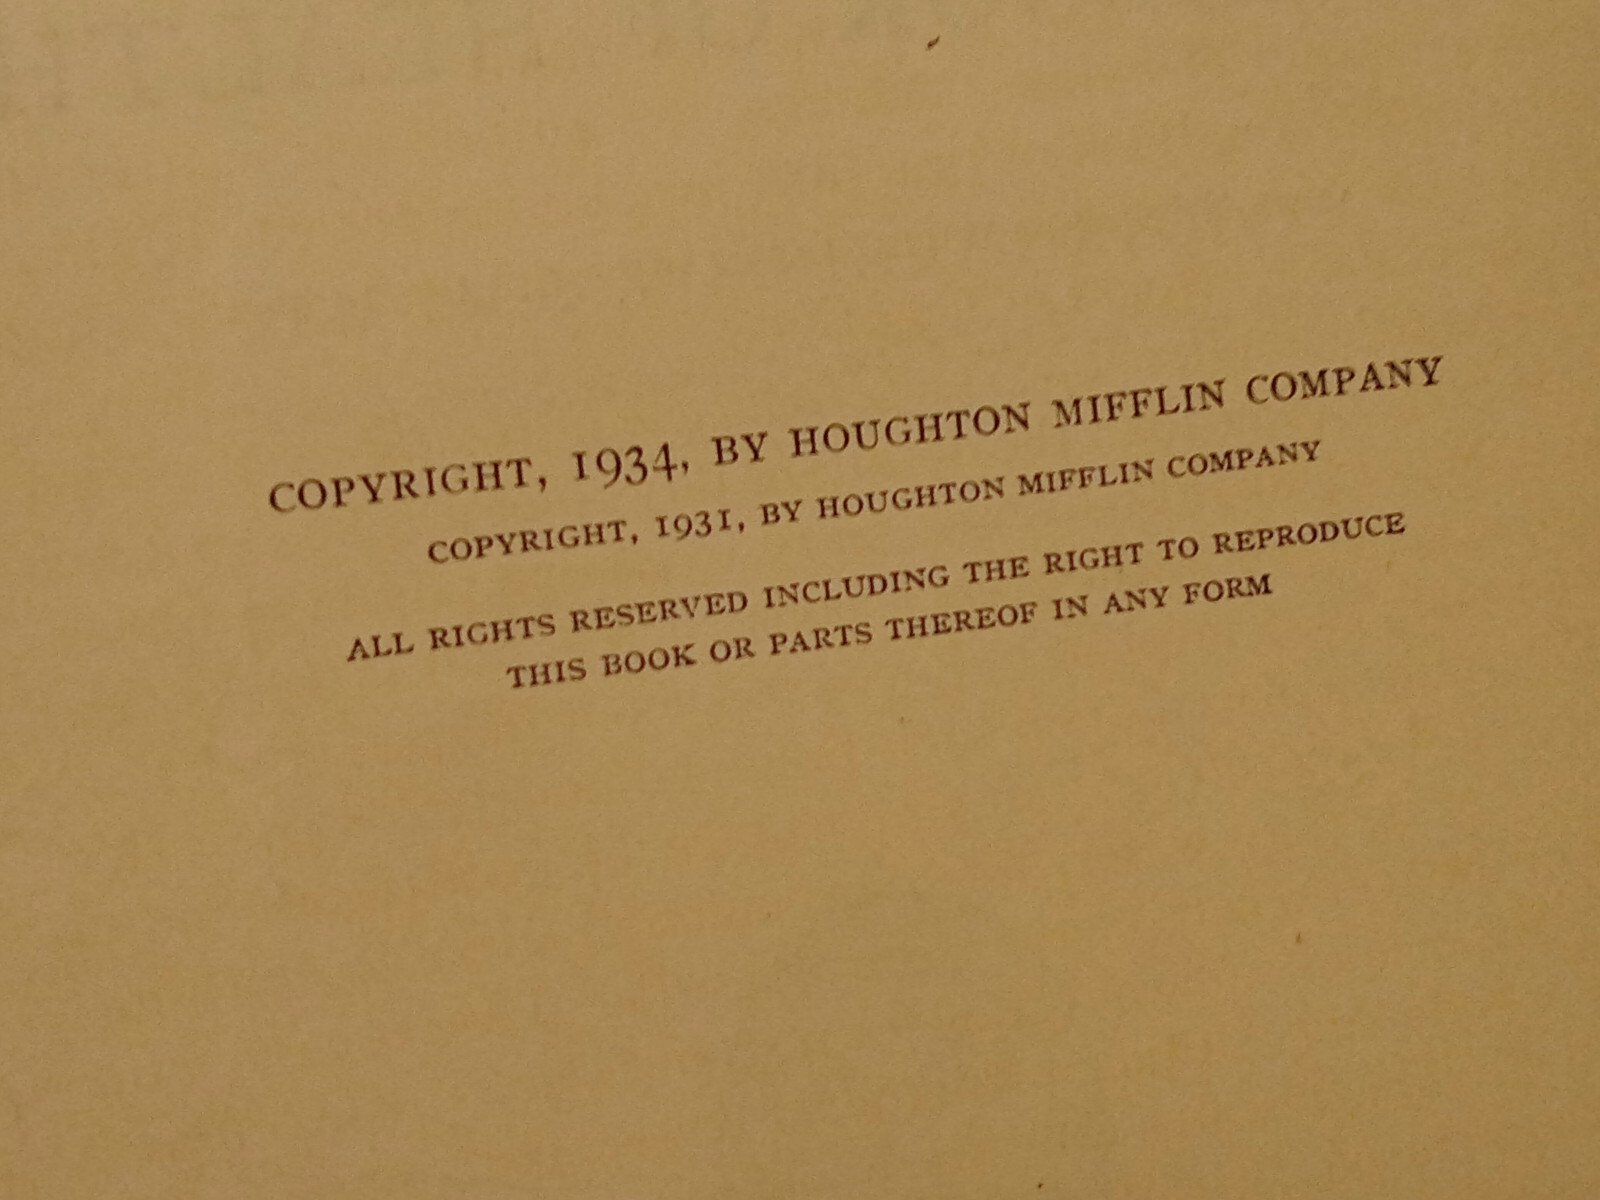 COPYRIGHT, 1934, BY HOUGHTON MIFFLIN COMPANY
COPYRIGHT, 1931, BY HOUGHTON MIFFLIN COMPANY
ALL RIGHTS RESERVED INCLUDING THE RIGHT TO REPRODUCE
THIS BOOK OR PARTS THEREOF IN ANY FORM